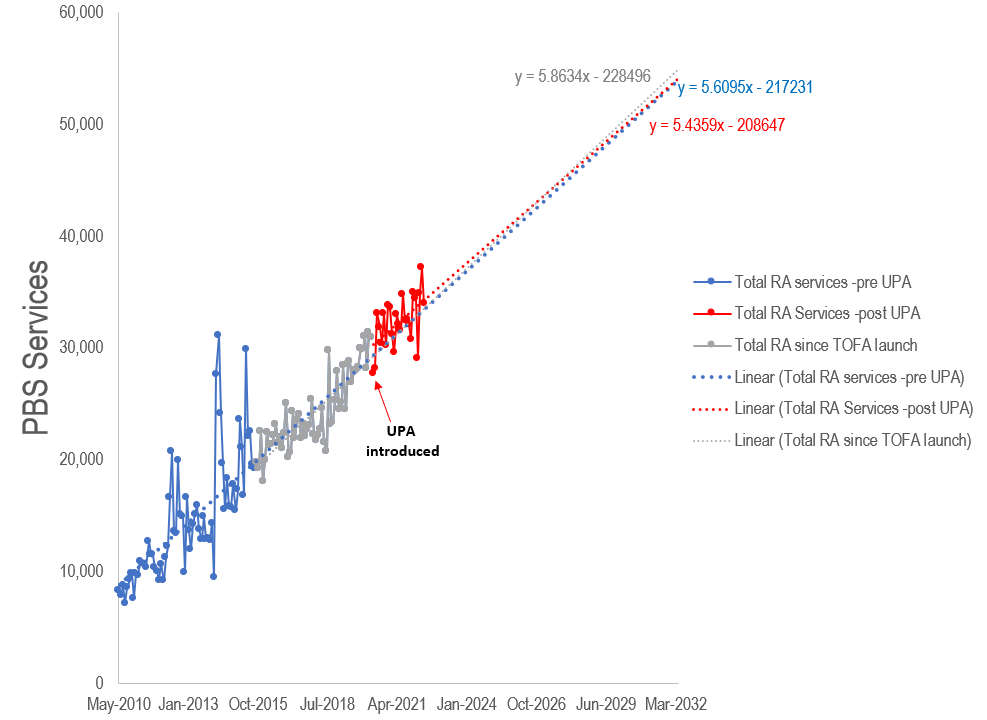 60,000
50,000
40,000
30,000
20,000
10,000
0
PBS Services
y = 5.8634x - 228496
y = 5.6095x - 217231
y = 5.4359x - 208647
UPA
introduced
Total RA services -pre UPA
Total RA Services -post UPA
Total RA since TOFA launch
Linear (Total RA services -pre UPA)
Linear (Total RA Services -post UPA)
Linear (Total RA since TOFA launch)
May-2010 Jan-2013 Oct-2015 Jul-2018 Apr-2021 Jan-2024 Oct-2026 Jun-2029 Mar-2032